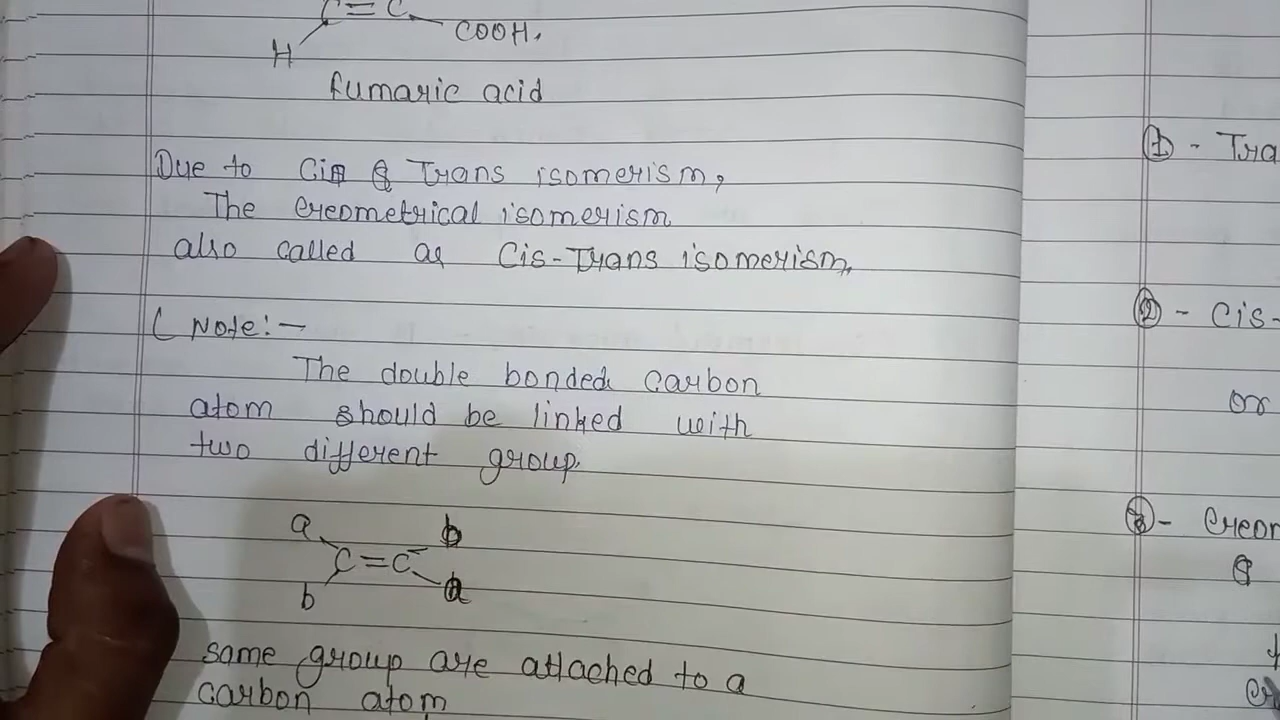 C = C
COOH.
H
fumaric acid
Due to Cis & Trans isomerism,
The Geometrical isomerism
also called as Cis-Trans isomerism.
( Note:-
The double bonded carbon
atom should be linked with
two different group.
a b
C = C
b a
same group are attached to a
carbon atom
① - Tra
② - Cis-
or
③ - Geom
&